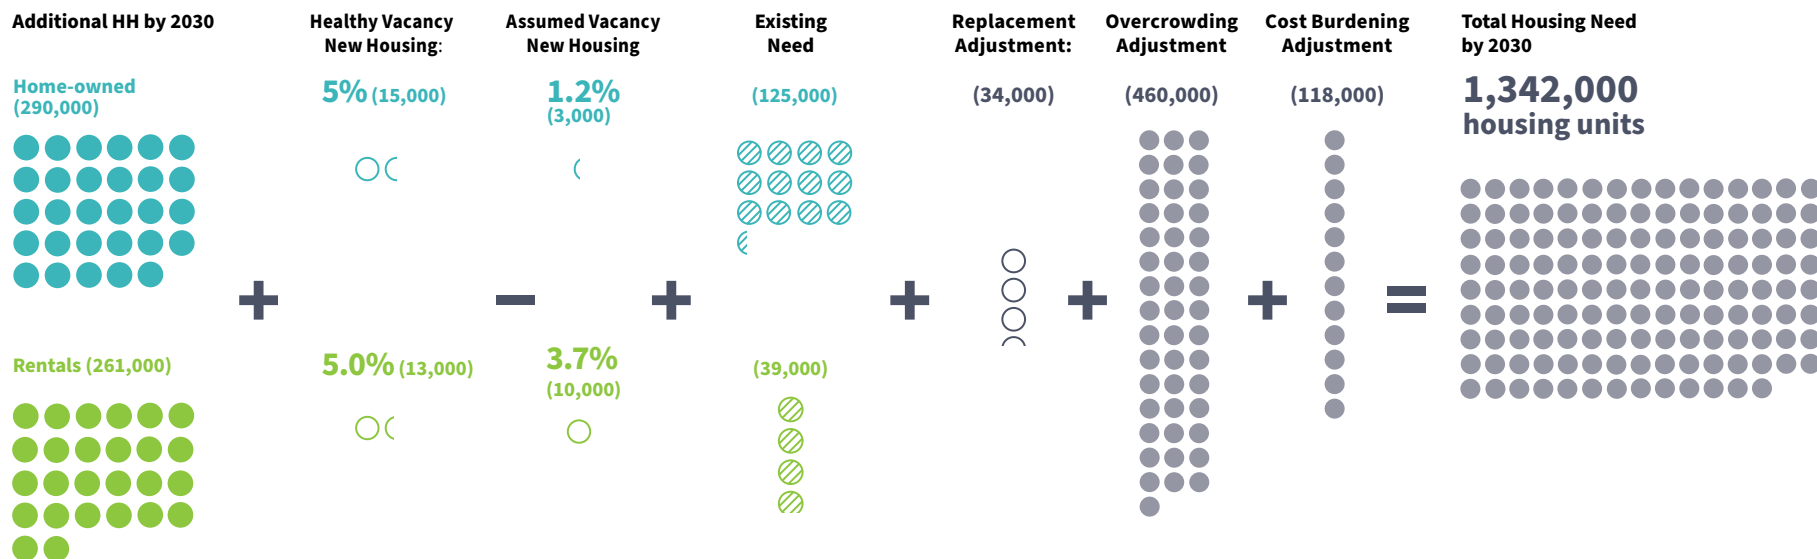 Additional HH by 2030
Healthy Vacancy
New Housing:
Assumed Vacancy
New Housing
Existing
Need
Replacement
Adjustment:
Overcrowding
Adjustment
Cost Burdening
Adjustment
Total Housing Need
by 2030
Home-owned
(290,000)
5% (15,000)
1.2%
(3,000)
(125,000)
(34,000)
(460,000)
(118,000)
1,342,000
housing units
+
−
+
+
+
+
=
Rentals (261,000)
5.0% (13,000)
3.7%
(10,000)
(39,000)